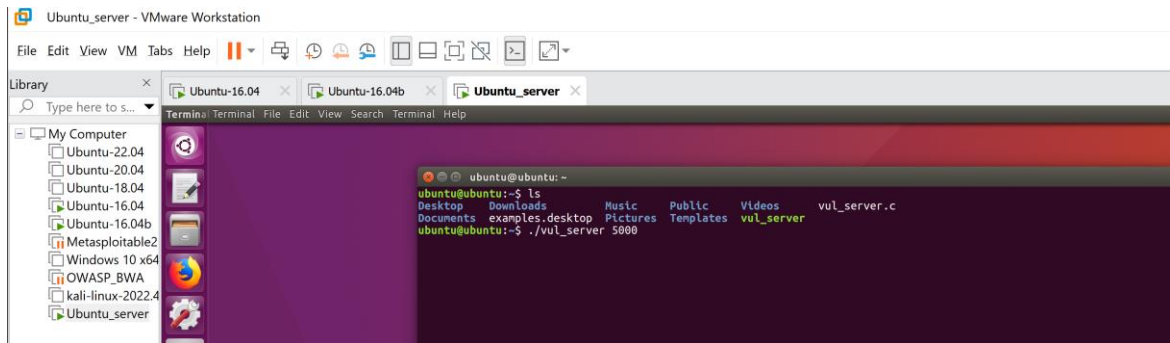 Ubuntu_server - VMware Workstation
File Edit View VM Tabs Help
Library
Type here to s...
My Computer
Ubuntu-22.04
Ubuntu-20.04
Ubuntu-18.04
Ubuntu-16.04
Ubuntu-16.04b
Metasploitable2
Windows 10 x64
OWASP_BWA
kali-linux-2022.4
Ubuntu_server
Ubuntu-16.04 Ubuntu-16.04b Ubuntu_server
Terminal Terminal File Edit View Search Terminal Help
ubuntu@ubuntu: ~
ubuntu@ubuntu:~$ ls
Desktop Downloads Music Public Videos vul_server.c
Documents examples.desktop Pictures Templates vul_server
ubuntu@ubuntu:~$ ./vul_server 5000